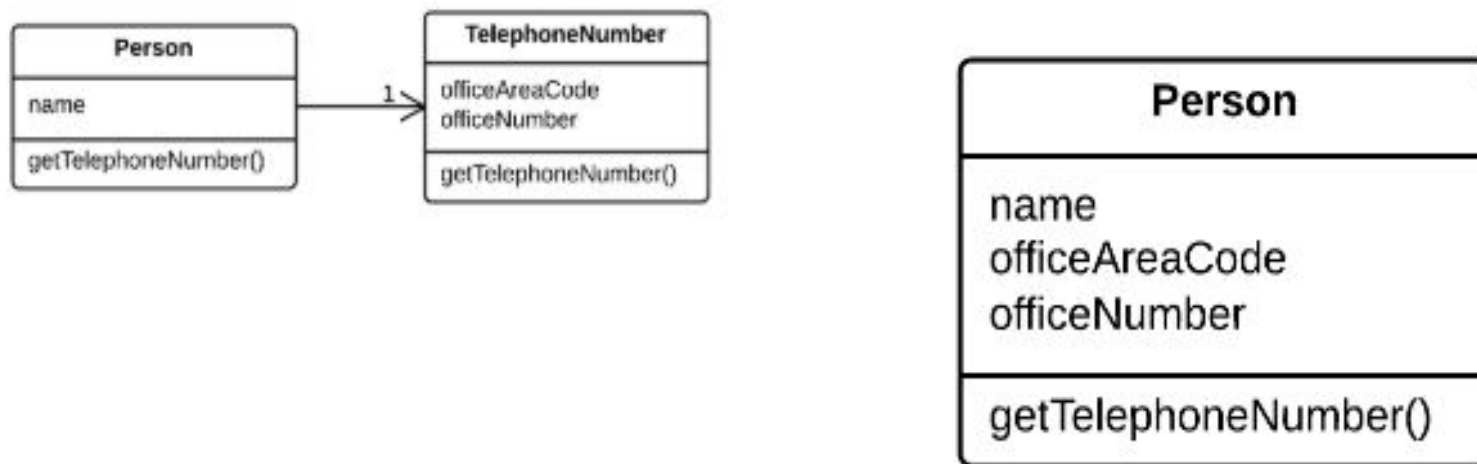 Person
name
getTelephoneNumber()
1
TelephoneNumber
officeAreaCode
officeNumber
getTelephoneNumber()
Person
name
officeAreaCode
officeNumber
getTelephoneNumber()